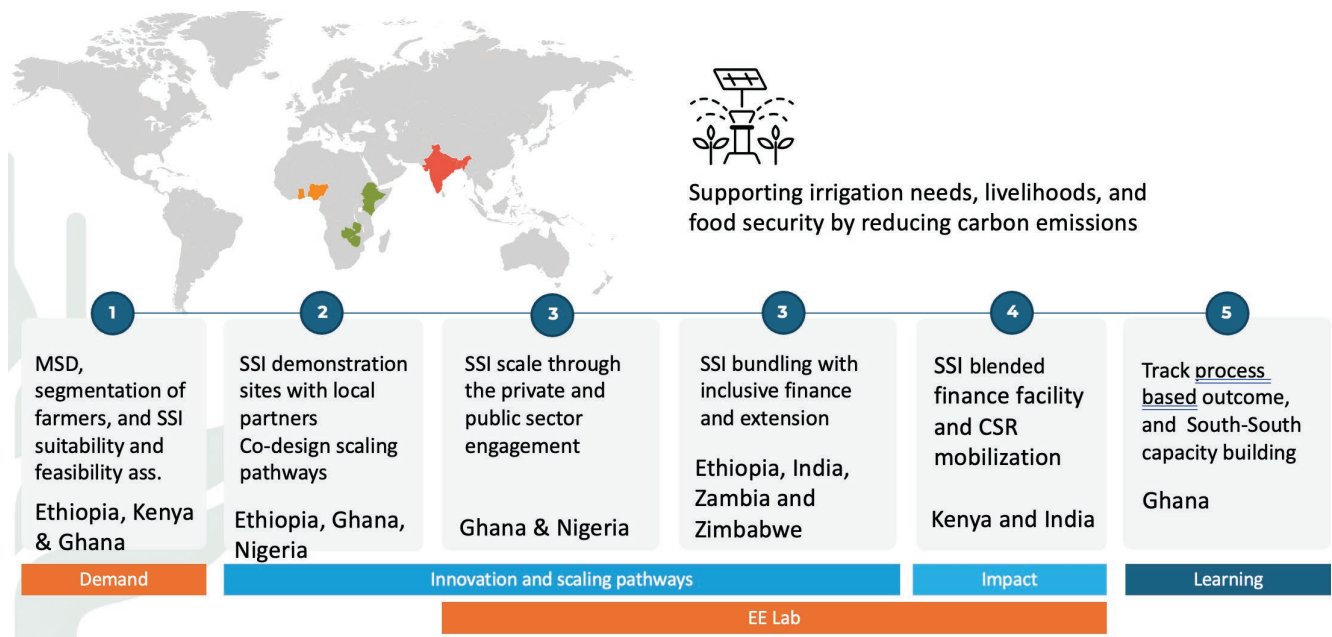 Supporting irrigation needs, livelihoods, and
food security by reducing carbon emissions
1
MSD,
segmentation of
farmers, and SSI
suitability and
feasibility ass.
Ethiopia, Kenya
& Ghana
2
SSI demonstration
sites with local
partners
Co-design scaling
pathways
Ethiopia, Ghana,
Nigeria
3
SSI scale through
the private and
public sector
engagement
Ghana & Nigeria
3
SSI bundling with
inclusive finance
and extension
Ethiopia, India,
Zambia and
Zimbabwe
4
SSI blended
finance facility
and CSR
mobilization
Kenya and India
5
Track process
based outcome,
and South-South
capacity building
Ghana
Demand
Innovation and scaling pathways
Impact
Learning
EE Lab